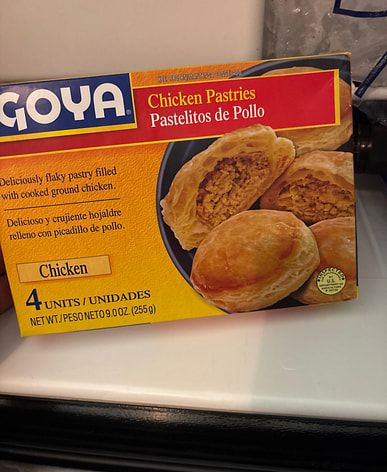 GOYA®
Chicken Pastries
Pastelitos de Pollo
Deliciously flaky pastry filled
with cooked ground chicken.
Delicioso y crujiente hojaldre
relleno con picadillo de pollo.
Chicken
4 UNITS / UNIDADES
NET WT./PESO NETO 9.0 OZ. (255g)
U.S.